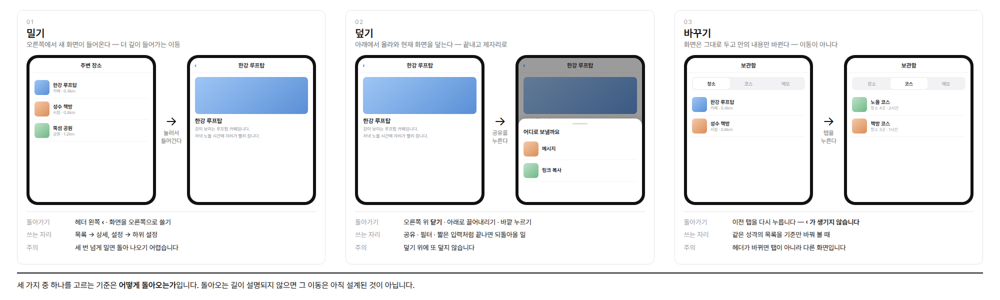 01
밀기
오른쪽에서 새 화면이 들어온다 — 더 깊이 들어가는 이동
주변 장소
한강 루프탑
카페 · 0.4km
성수 책방
서점 · 0.8km
뚝섬 공원
공원 · 1.2km
→
눌러서
들어간다
‹ 한강 루프탑
한강 루프탑
강이 보이는 루프탑 카페입니다.
저녁 노을 시간에 자리가 빨리 찹니다.
돌아가기 헤더 왼쪽 ‹ · 화면을 오른쪽으로 쓸기
쓰는 자리 목록 → 상세, 설정 → 하위 설정
주의 세 번 넘게 밀면 돌아 나오기 어렵습니다
02
덮기
아래에서 올라와 현재 화면을 덮는다 — 끝내고 제자리로
‹ 한강 루프탑
한강 루프탑
강이 보이는 루프탑 카페입니다.
저녁 노을 시간에 자리가 빨리 찹니다.
→
공유를
누른다
‹ 한강 루프탑
어디로 보낼까요
메시지
링크 복사
돌아가기 오른쪽 위 닫기 · 아래로 끌어내리기 · 바깥 누르기
쓰는 자리 공유 · 필터 · 짧은 입력처럼 끝나면 되돌아올 일
주의 덮기 위에 또 덮지 않습니다
03
바꾸기
화면은 그대로 두고 안의 내용만 바뀐다 — 이동이 아니다
보관함
장소 코스 메모
한강 루프탑
카페 · 0.4km
성수 책방
서점 · 0.8km
→
탭을
누른다
보관함
장소 코스 메모
노을 코스
장소 4곳 · 2시간
책방 코스
장소 3곳 · 1시간
돌아가기 이전 탭을 다시 누릅니다 — ‹ 가 생기지 않습니다
쓰는 자리 같은 성격의 목록을 기준만 바꿔 볼 때
주의 헤더가 바뀌면 탭이 아니라 다른 화면입니다
세 가지 중 하나를 고르는 기준은 어떻게 돌아오는가입니다. 돌아오는 길이 설명되지 않으면 그 이동은 아직 설계된 것이 아닙니다.